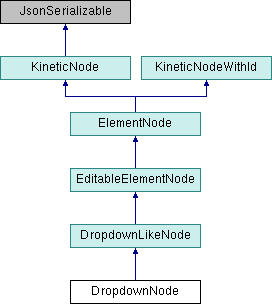 JsonSerializable
KineticNode
KineticNodeWithId
ElementNode
EditableElementNode
DropdownLikeNode
DropdownNode